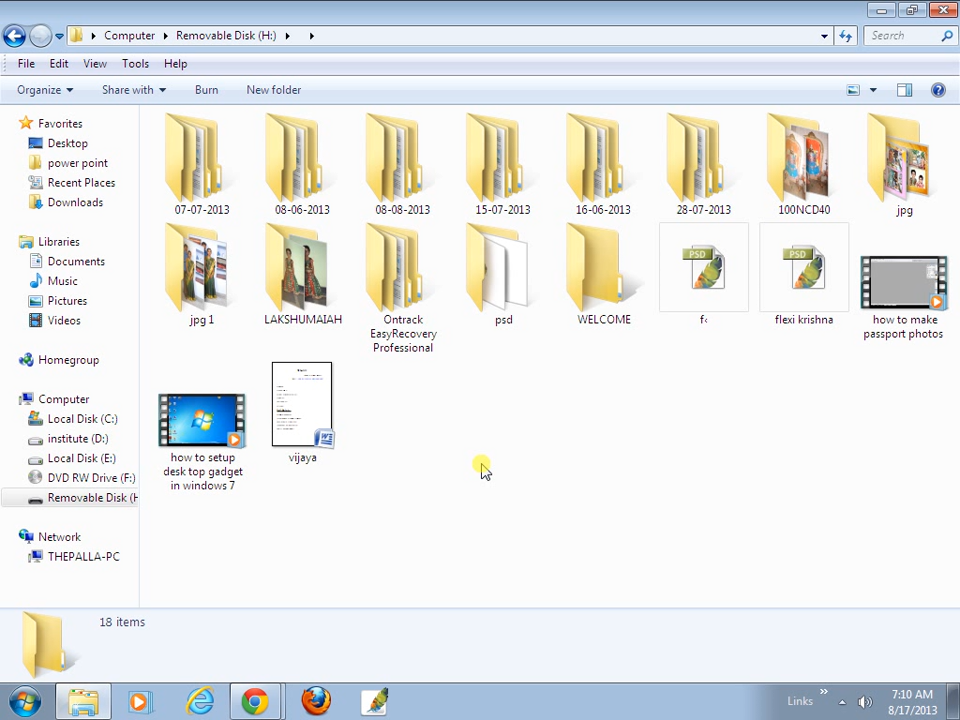 Computer
Removable Disk (H:)
Search
File Edit View Tools Help
Organize Share with Burn New folder
Favorites
Desktop
power point
Recent Places
Downloads
Libraries
Documents
Music
Pictures
Videos
Homegroup
Computer
Local Disk (C:)
institute (D:)
Local Disk (E:)
DVD RW Drive (F:)
Removable Disk (H
Network
THEPALLA-PC
07-07-2013 08-06-2013 08-08-2013 15-07-2013 16-06-2013 28-07-2013 100NCD40 jpg
PSD PSD
jpg 1 LAKSHUMAIAH Ontrack EasyRecovery Professional psd WELCOME flexi krishna how to make passport photos
how to setup desk top gadget in windows 7
vijaya
18 items
Links
7:10 AM
8/17/2013